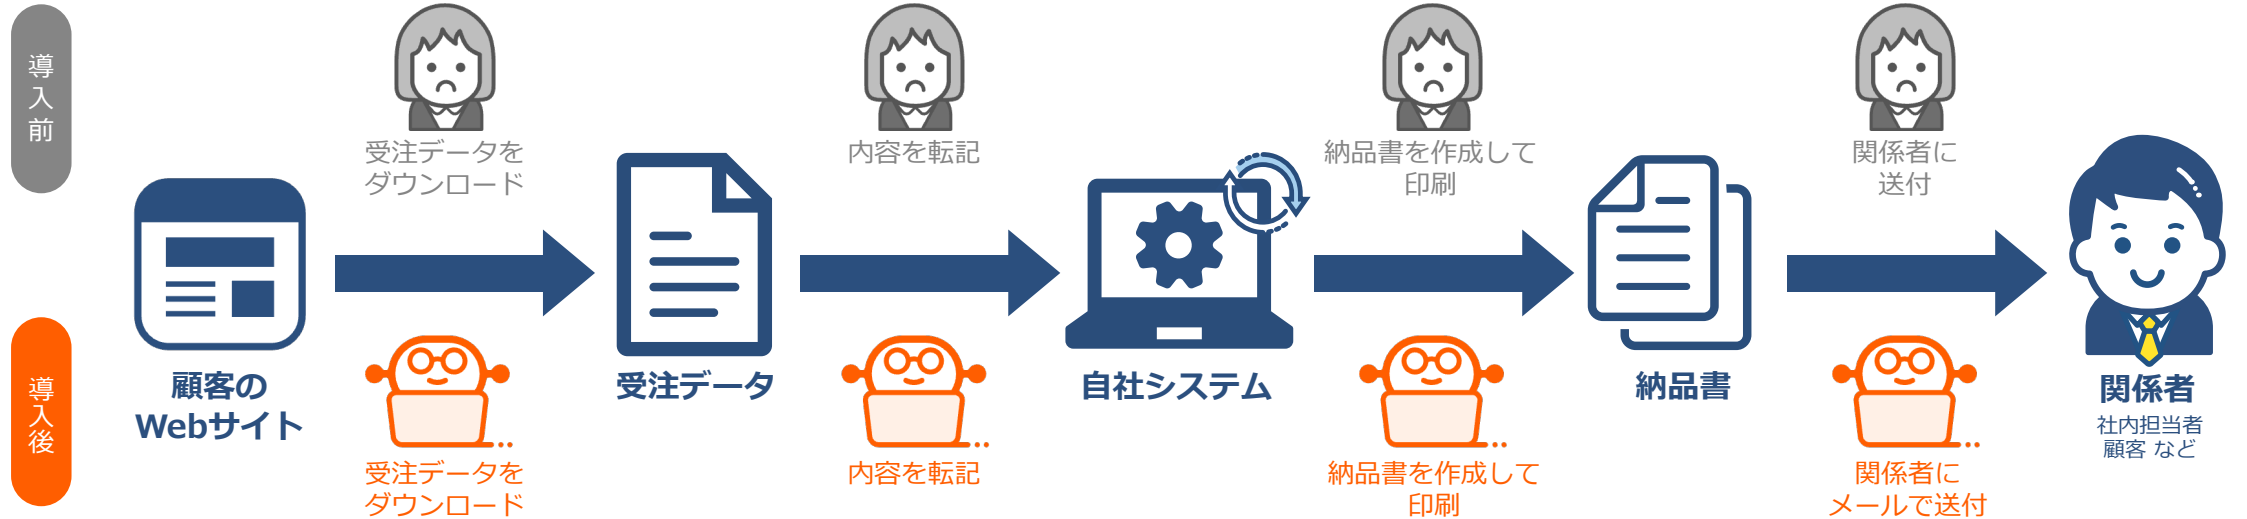 導入前
受注データを
ダウンロード
内容を転記
納品書を作成して
印刷
関係者に
送付
顧客の
Webサイト
受注データ
自社システム
納品書
関係者
社内担当者
顧客 など
導入後
受注データを
ダウンロード
内容を転記
納品書を作成して
印刷
関係者に
メールで送付